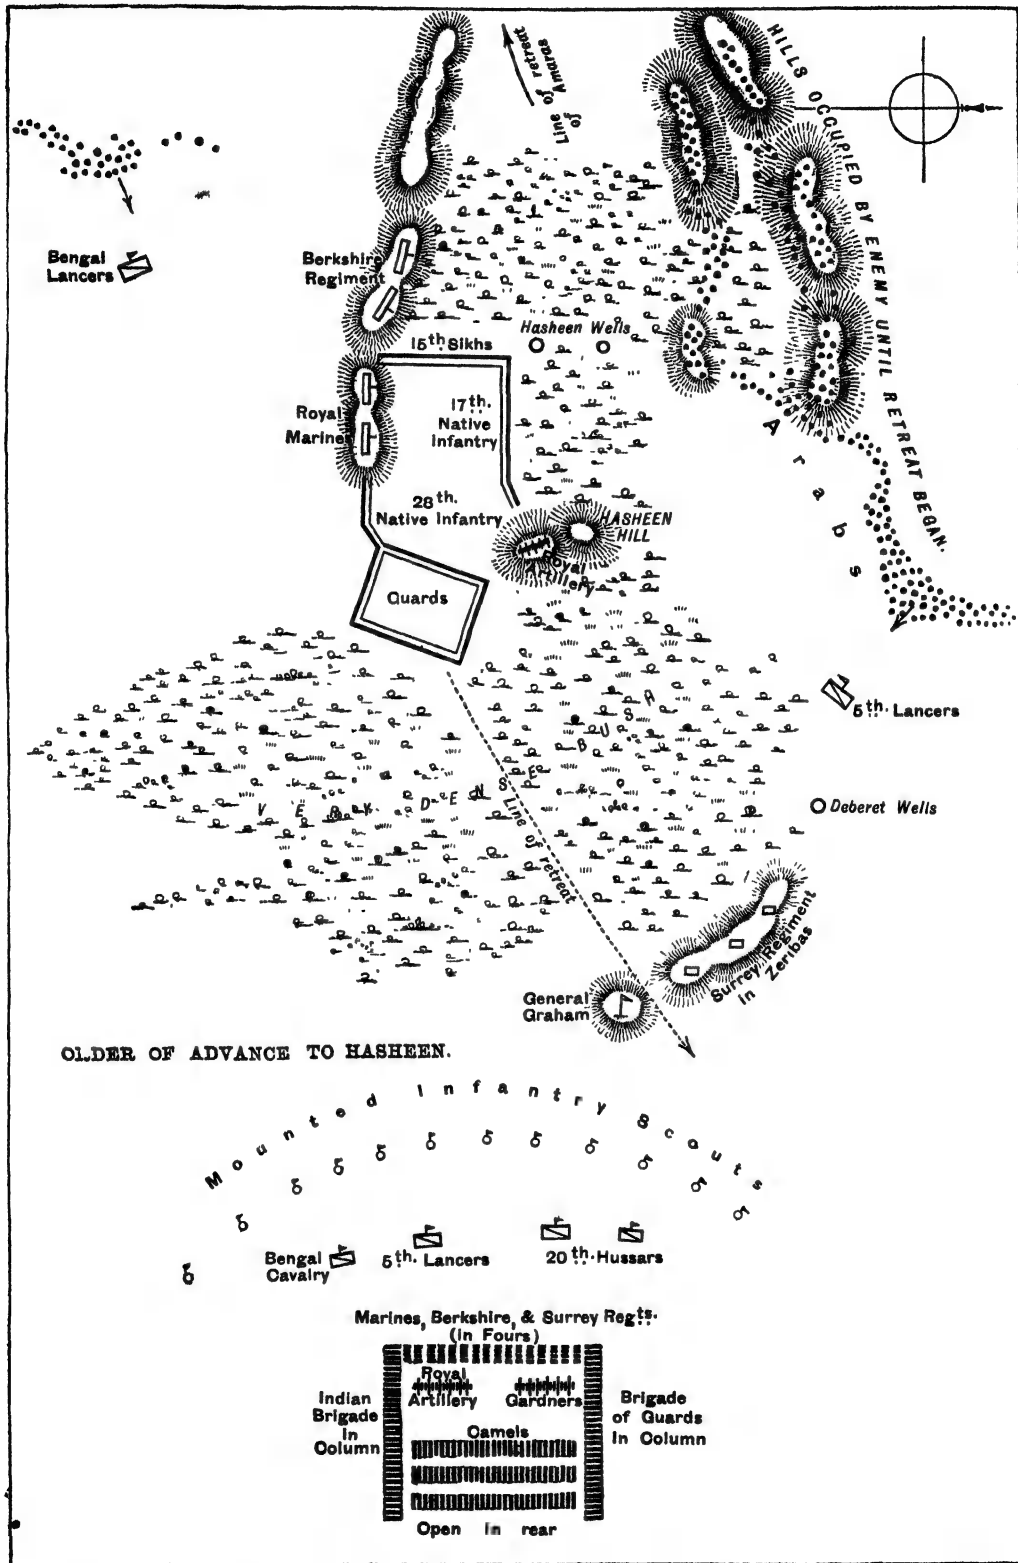 Line of retreat
of Amaras
HILLS OCCUPIED BY ENEMY UNTIL RETREAT BEGAN.
Bengal
Lancers
Berkshire
Regiment
Hasheen Wells
15th. Sikhs
Royal
Marines
17th.
Native
Infantry
Arabs
28th.
Native Infantry
HASHEEN
HILL
Royal
Artillery
Guards
5th. Lancers
VERY DENSE BUSH
Deberet Wells
Line of retreat
Surrey Regiment
in Zeribas
General
Graham
OLDER OF ADVANCE TO HASHEEN.
Mounted Infantry Scouts
Bengal
Cavalry
5th. Lancers
20th. Hussars
Marines, Berkshire, & Surrey Regts.
(in Fours)
Royal
Artillery
Gardners
Indian
Brigade
in
Column
Brigade
of Guards
in Column
Camels
Open in rear